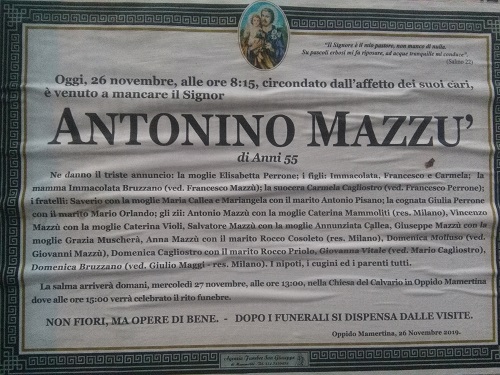 "Il Signore è il mio pastore, non manco di nulla.
Su pascoli erbosi mi fa riposare, ad acque tranquille mi conduce".
(Salmo 22)
Oggi, 26 novembre, alle ore 8:15, circondato dall'affetto dei suoi cari,
è venuto a mancare il Signor
ANTONINO MAZZU'
di Anni 55
Ne danno il triste annuncio: la moglie Elisabetta Perrone; i figli: Immacolata, Francesco e Carmela; la
mamma Immacolata Bruzzano (ved. Francesco Mazzù); la suocera Carmela Cagliostro (ved. Francesco Perrone);
i fratelli: Saverio con la moglie Maria Callea e Mariangela con il marito Antonio Pisano; la cognata Giulia Perrone
con il marito Mario Orlando; gli zii: Antonio Mazzù con la moglie Caterina Mammoliti (res. Milano), Vincenzo
Mazzù con la moglie Caterina Violi, Salvatore Mazzù con la moglie Annunziata Callea, Giuseppe Mazzù con la
moglie Grazia Muscherà, Anna Mazzù con il marito Rocco Cosoleto (res. Milano), Domenica Mofuso (ved.
Giovanni Mazzù), Domenica Cagliostro con il marito Rocco Priolo, Giovanna Vitale (ved. Mario Cagliostro),
Domenica Bruzzano (ved. Giulio Maggi - res. Milano). I nipoti, i cugini ed i parenti tutti.
La salma arriverà domani, mercoledì 27 novembre, alle ore 13:00, nella Chiesa del Calvario in Oppido Mamertina
dove alle ore 15:00 verrà celebrato il rito funebre.
NON FIORI, MA OPERE DI BENE. - DOPO I FUNERALI SI DISPENSA DALLE VISITE.
Oppido Mamertina, 26 Novembre 2019.
Agenzia Funebre San Giuseppe